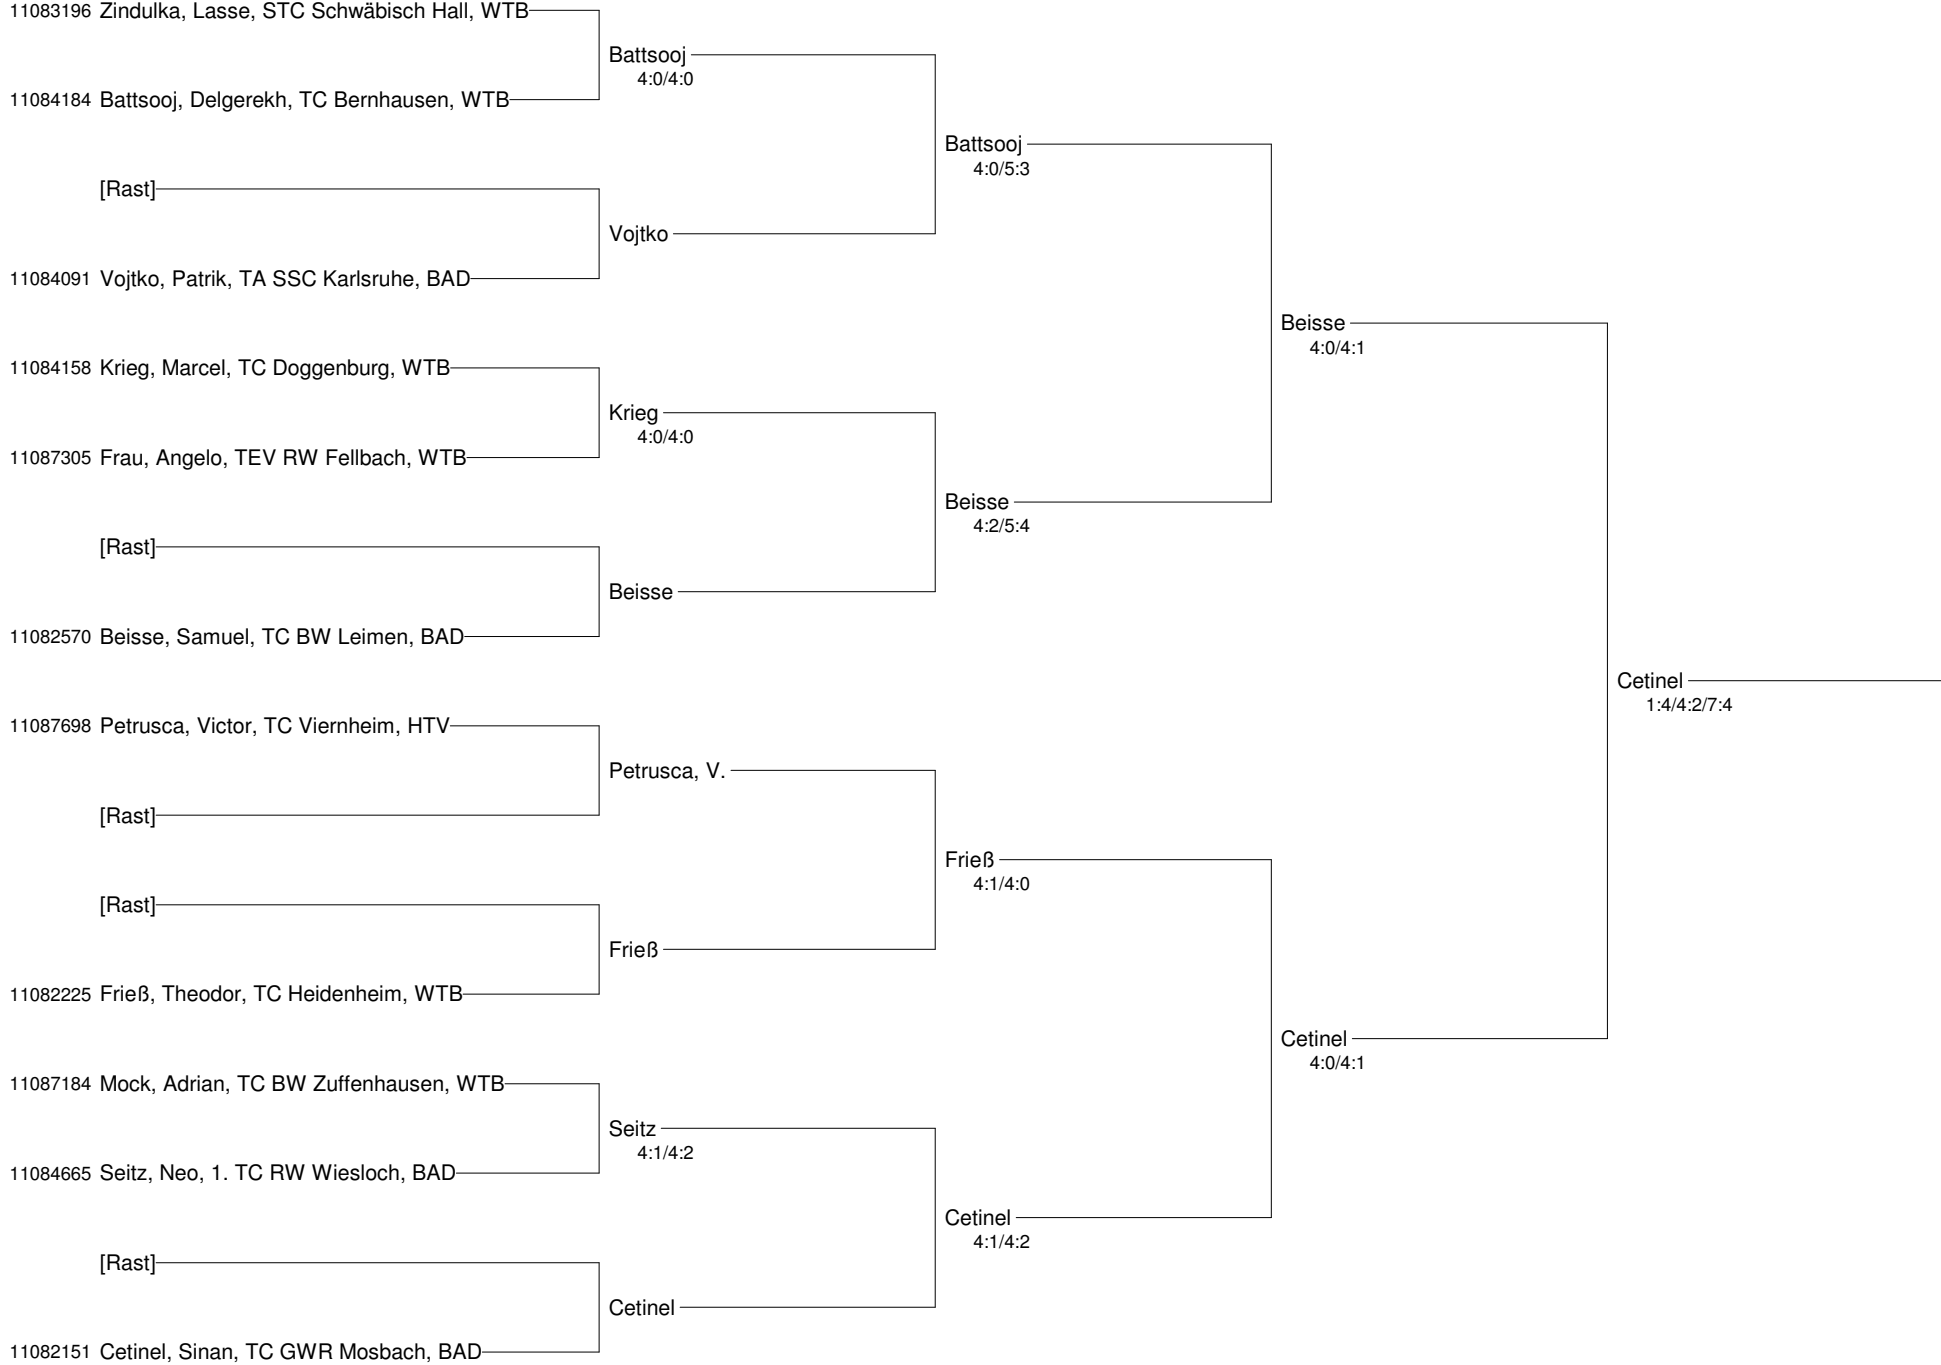 11083196 Zindulka, Lasse, STC Schwäbisch Hall, WTB
Battsooj
4:0/4:0
11084184 Battsooj, Delgerekh, TC Bernhausen, WTB
Battsooj
4:0/5:3
[Rast]
Vojtko
11084091 Vojtko, Patrik, TA SSC Karlsruhe, BAD
Beisse
4:0/4:1
11084158 Krieg, Marcel, TC Doggenburg, WTB
Krieg
4:0/4:0
11087305 Frau, Angelo, TEV RW Fellbach, WTB
Beisse
4:2/5:4
[Rast]
Beisse
11082570 Beisse, Samuel, TC BW Leimen, BAD
Cetinel
1:4/4:2/7:4
11087698 Petrusca, Victor, TC Viernheim, HTV
Petrusca, V.
[Rast]
Frieß
4:1/4:0
[Rast]
Frieß
11082225 Frieß, Theodor, TC Heidenheim, WTB
Cetinel
4:0/4:1
11087184 Mock, Adrian, TC BW Zuffenhausen, WTB
Seitz
4:1/4:2
11084665 Seitz, Neo, 1. TC RW Wiesloch, BAD
Cetinel
4:1/4:2
[Rast]
Cetinel
11082151 Cetinel, Sinan, TC GWR Mosbach, BAD